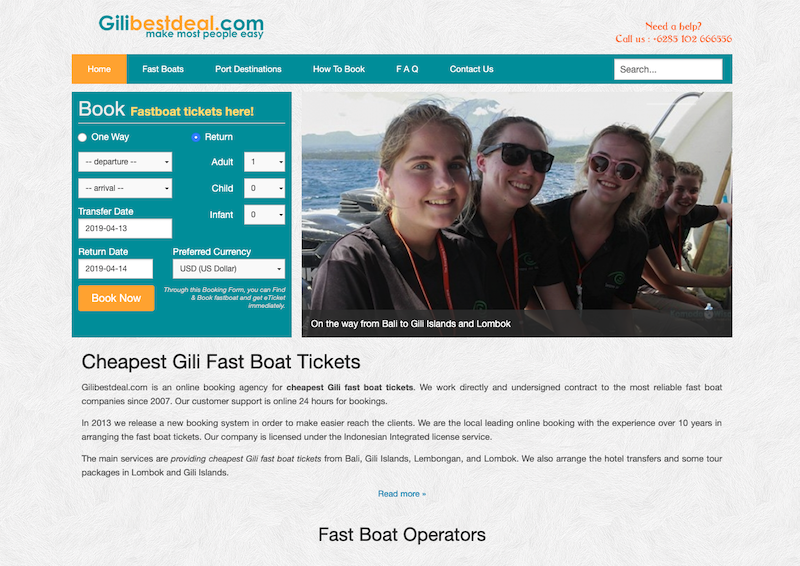 Gilibestdeal.com
make most people easy
Need a help?
Call us : +6285 102 666556
Home
Fast Boats
Port Destinations
How To Book
F A Q
Contact Us
Search...
Book Fastboat tickets here!
One Way
Return
-- departure --
Adult
1
-- arrival --
Child
0
Transfer Date
Infant
0
2019-04-13
Return Date
Preferred Currency
2019-04-14
USD (US Dollar)
Book Now
Through this Booking Form, you can Find
& Book fastboat and get eTicket
immediately.
On the way from Bali to Gili Islands and Lombok
Cheapest Gili Fast Boat Tickets
Gilibestdeal.com is an online booking agency for cheapest Gili fast boat tickets. We work directly and undersigned contract to the most reliable fast boat
companies since 2007. Our customer support is online 24 hours for bookings.
In 2013 we release a new booking system in order to make easier reach the clients. We are the local leading online booking with the experience over 10 years in
arranging the fast boat tickets. Our company is licensed under the Indonesian Integrated license service.
The main services are providing cheapest Gili fast boat tickets from Bali, Gili Islands, Lembongan, and Lombok. We also arrange the hotel transfers and some tour
packages in Lombok and Gili Islands.
Read more »
Fast Boat Operators